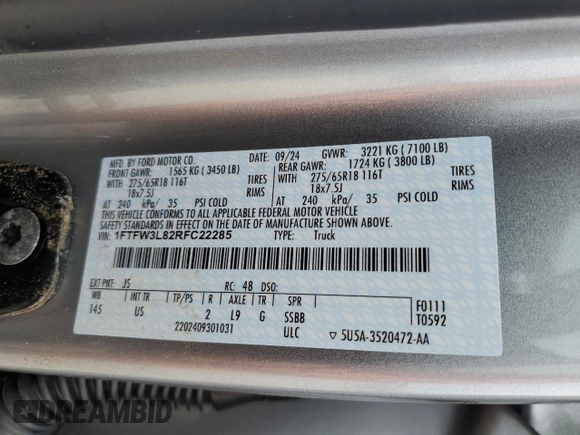 MFD. BY FORD MOTOR CO.
09/24 GVWR: 3221 KG ( 7100 LB)
FRONT GAWR: 1565 KG ( 3450 LB)
REAR GAWR: 1724 KG ( 3800 LB)
WITH 275/65R18 116T TIRES
WITH 275/65R18 116T TIRES
18x7.5J RIMS
18x7.5J RIMS
AT 240 kPa/ 35 PSI COLD
AT 240 kPa/ 35 PSI COLD
THIS VEHICLE CONFORMS TO ALL APPLICABLE FEDERAL MOTOR VEHICLE
SAFETY STANDARDS IN EFFECT ON THE DATE OF MANUFACTURE SHOWN ABOVE.
VIN: 1FTFW3L82RFC22285 TYPE: Truck
EXT PNT: JS RC: 48 DSO:
WB INT TR TP/PS R AXLE TR SPR
145 US 2 L9 G SSBB
F0111
T0592
2202409301031 ULC
5U5A-3520472-AA
DREAMBID